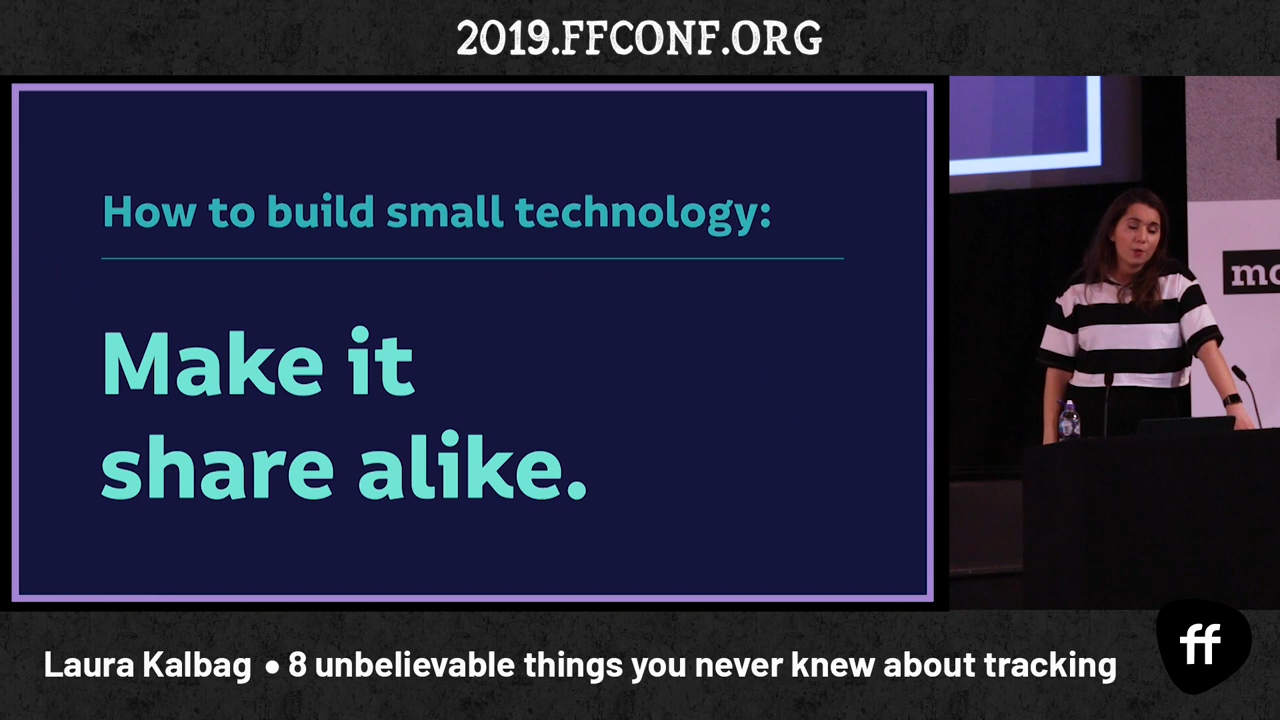 2019.FFCONF.ORG
How to build small technology:
Make it
share alike.
Laura Kalbag • 8 unbelievable things you never knew about tracking
ff